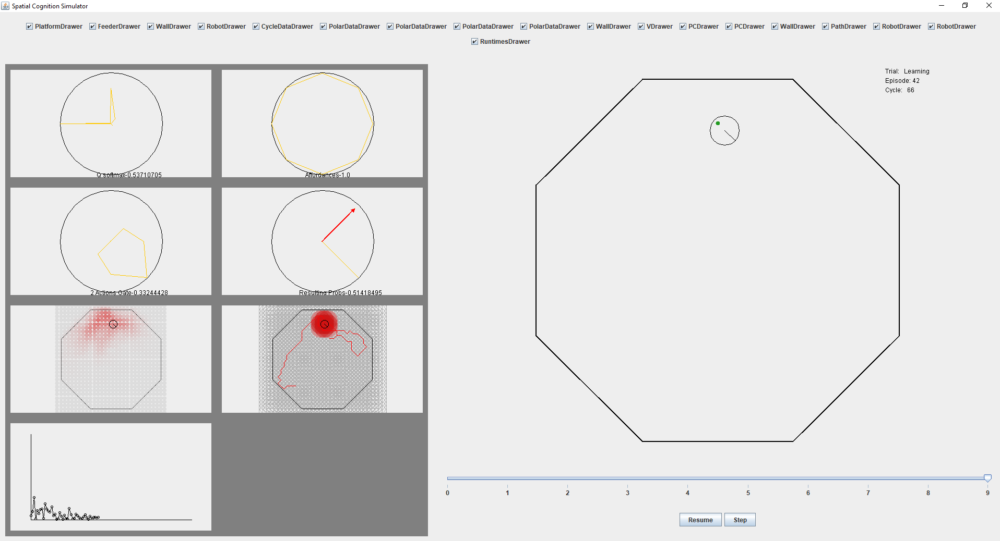 Spatial Cognition Simulator
PlatformDrawer FeederDrawer WallDrawer RobotDrawer CycleDataDrawer PolarDataDrawer PolarDataDrawer PolarDataDrawer PolarDataDrawer WallDrawer VDrawer PCDrawer PCDrawer WallDrawer PathDrawer RobotDrawer RobotDrawer
RuntimesDrawer
Trial: Learning
Episode: 42
Cycle: 66
Q softmax-0.53710705
Affordances-1.0
2 Actions Gate-0.33244428
Resulting Probs-0.51418495
0 1 2 3 4 5 6 7 8 9
Resume Step